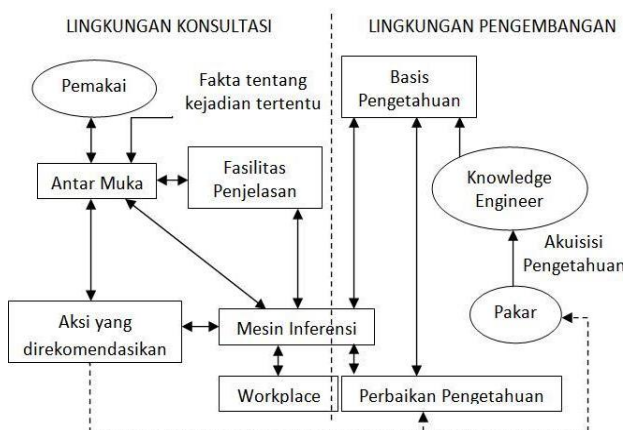 LINGKUNGAN KONSULTASI
LINGKUNGAN PENGEMBANGAN
Pemakai
Fakta tentang
kejadian tertentu
Basis
Pengetahuan
Antar Muka
Fasilitas
Penjelasan
Knowledge
Engineer
Akuisisi
Pengetahuan
Aksi yang
direkomendasikan
Mesin Inferensi
Pakar
Workplace
Perbaikan Pengetahuan